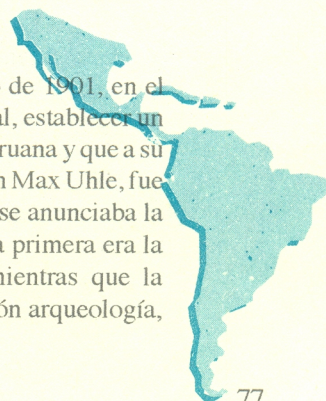 de 1901, en el
al, establecer un
ruana y que a su
n Max Uhle, fue
se anunciaba la
a primera era la
mientras que la
ón arqueología,
77